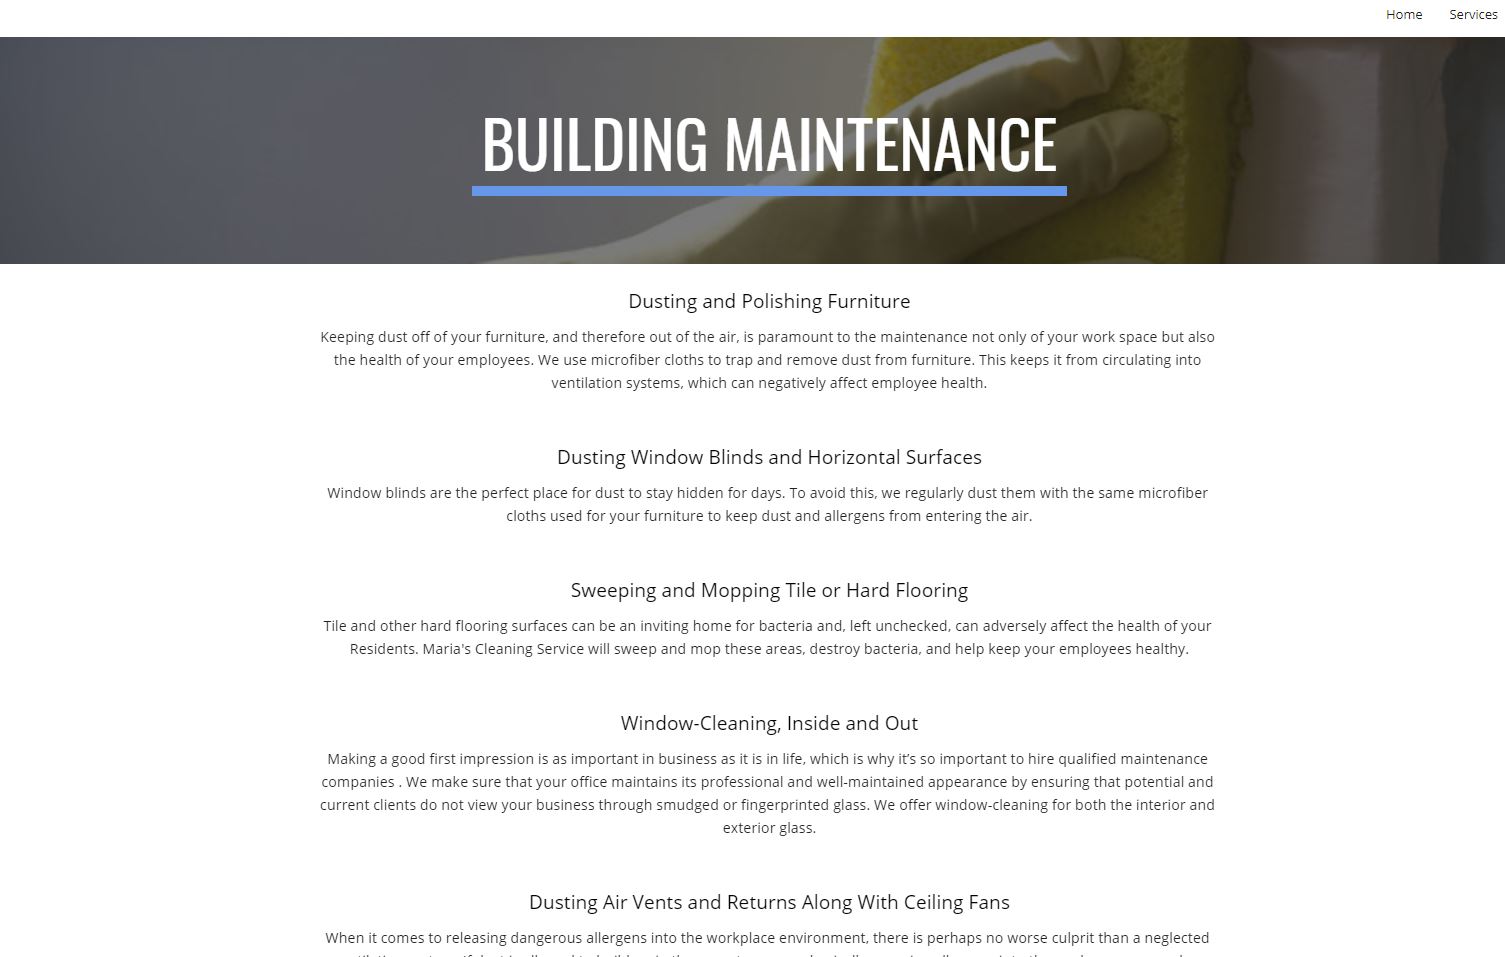 Home Services
BUILDING MAINTENANCE
Dusting and Polishing Furniture
Keeping dust off of your furniture, and therefore out of the air, is paramount to the maintenance not only of your work space but also
the health of your employees. We use microfiber cloths to trap and remove dust from furniture. This keeps it from circulating into
ventilation systems, which can negatively affect employee health.
Dusting Window Blinds and Horizontal Surfaces
Window blinds are the perfect place for dust to stay hidden for days. To avoid this, we regularly dust them with the same microfiber
cloths used for your furniture to keep dust and allergens from entering the air.
Sweeping and Mopping Tile or Hard Flooring
Tile and other hard flooring surfaces can be an inviting home for bacteria and, left unchecked, can adversely affect the health of your
Residents. Maria's Cleaning Service will sweep and mop these areas, destroy bacteria, and help keep your employees healthy.
Window-Cleaning, Inside and Out
Making a good first impression is as important in business as it is in life, which is why it’s so important to hire qualified maintenance
companies . We make sure that your office maintains its professional and well-maintained appearance by ensuring that potential and
current clients do not view your business through smudged or fingerprinted glass. We offer window-cleaning for both the interior and
exterior glass.
Dusting Air Vents and Returns Along With Ceiling Fans
When it comes to releasing dangerous allergens into the workplace environment, there is perhaps no worse culprit than a neglected